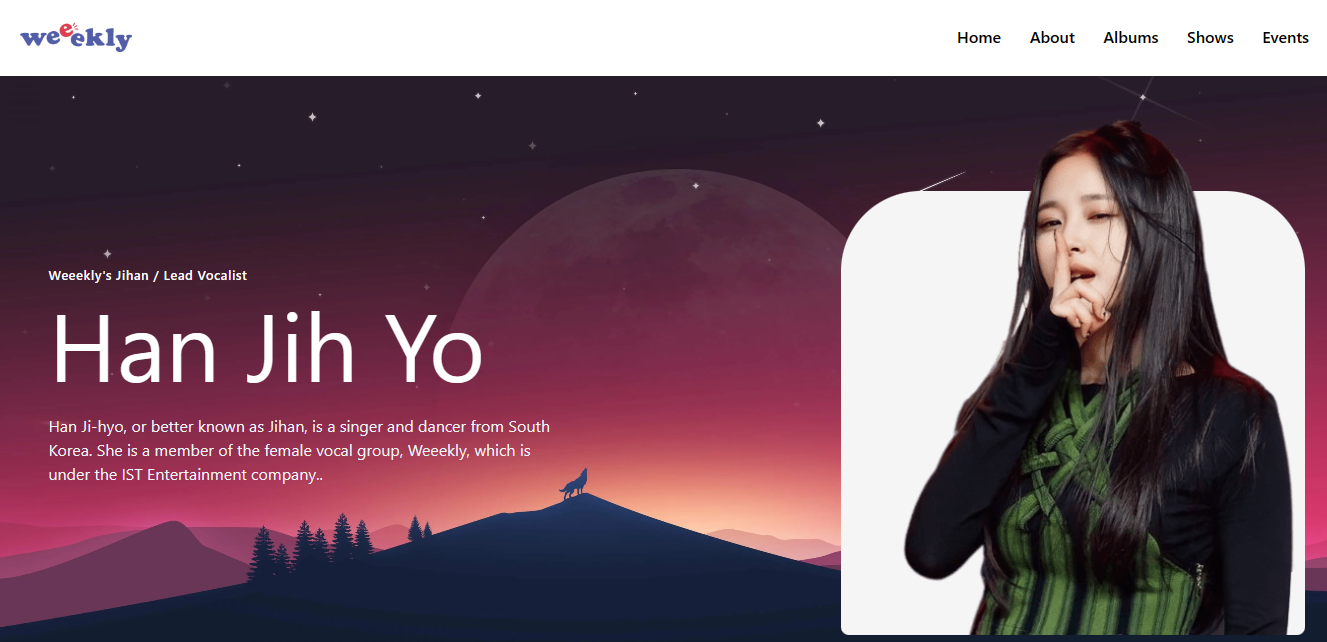 weeekly
Home About Albums Shows Events
Weeekly's Jihan / Lead Vocalist
Han Jih Yo
Han Ji-hyo, or better known as Jihan, is a singer and dancer from South
Korea. She is a member of the female vocal group, Weeekly, which is
under the IST Entertainment company..